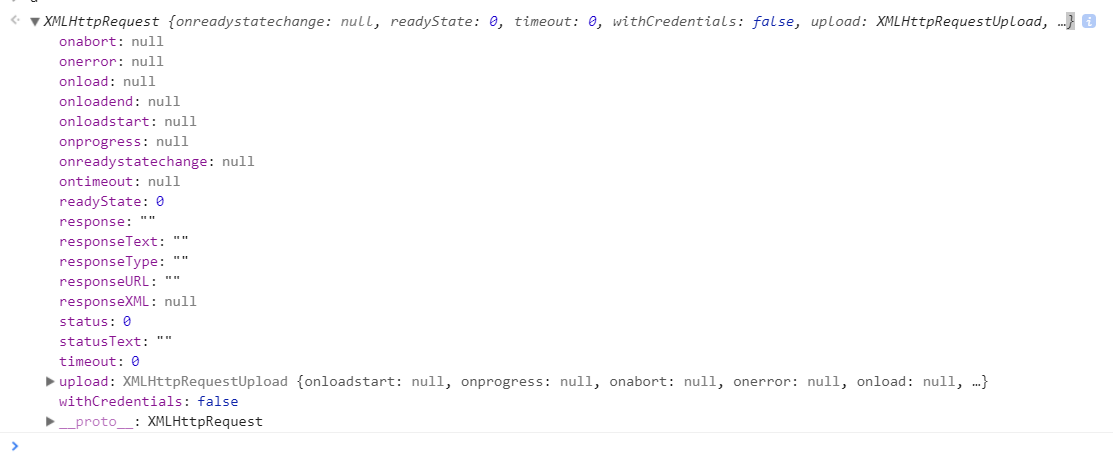 XMLHttpRequest {onreadystatechange: null, readyState: 0, timeout: 0, withCredentials: false, upload: XMLHttpRequestUpload, …}
onabort: null
onerror: null
onload: null
onloadend: null
onloadstart: null
onprogress: null
onreadystatechange: null
ontimeout: null
readyState: 0
response: ""
responseText: ""
responseType: ""
responseURL: ""
responseXML: null
status: 0
statusText: ""
timeout: 0
upload: XMLHttpRequestUpload {onloadstart: null, onprogress: null, onabort: null, onerror: null, onload: null, …}
withCredentials: false
__proto__: XMLHttpRequest